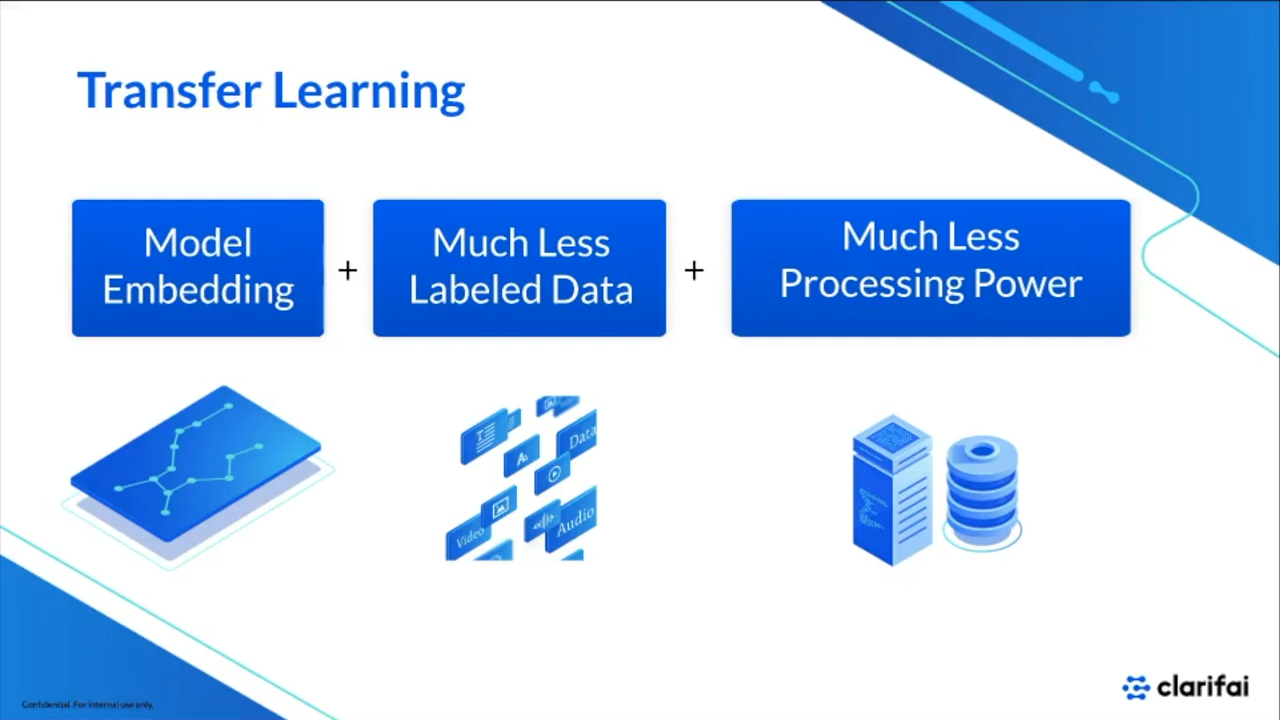 Transfer Learning
Model
Embedding
+
Much Less
Labeled Data
+
Much Less
Processing Power
Data
A
Video
Audio
Confidential. For internal use only.
clarifai